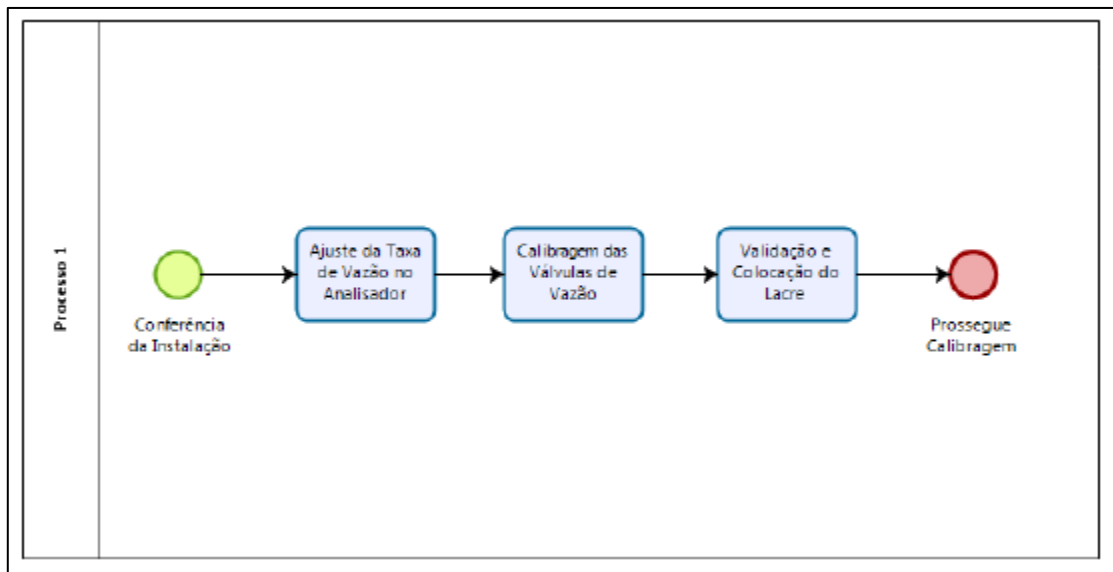 Processo 1
Conferência
da Instalação
Ajuste da Taxa
de Vazão no
Analisador
Calibragem das
Válvulas de
Vazão
Validação e
Colocação do
Lacre
Prossegue
Calibragem